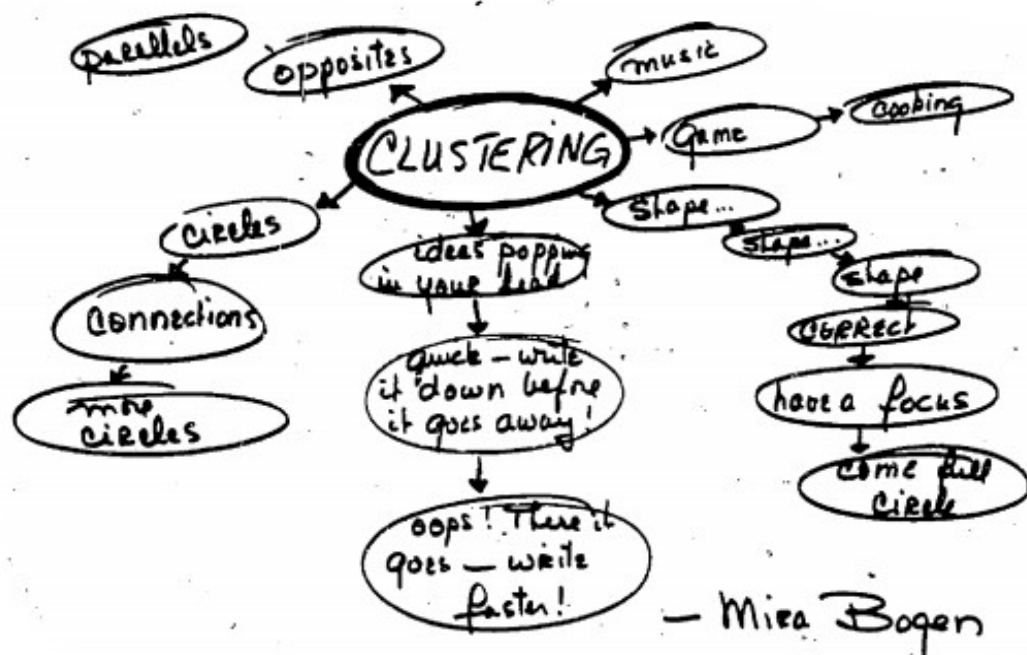 parallels
opposites
music
CLUSTERING
game
cooking
circles
shape...
shape...
shape
ideas popping
in your head
connections
correct
quick – write
it down before
it goes away!
more
circles
have a focus
come full
circle
oops! There it
goes — write
faster!
— Mira Bogen